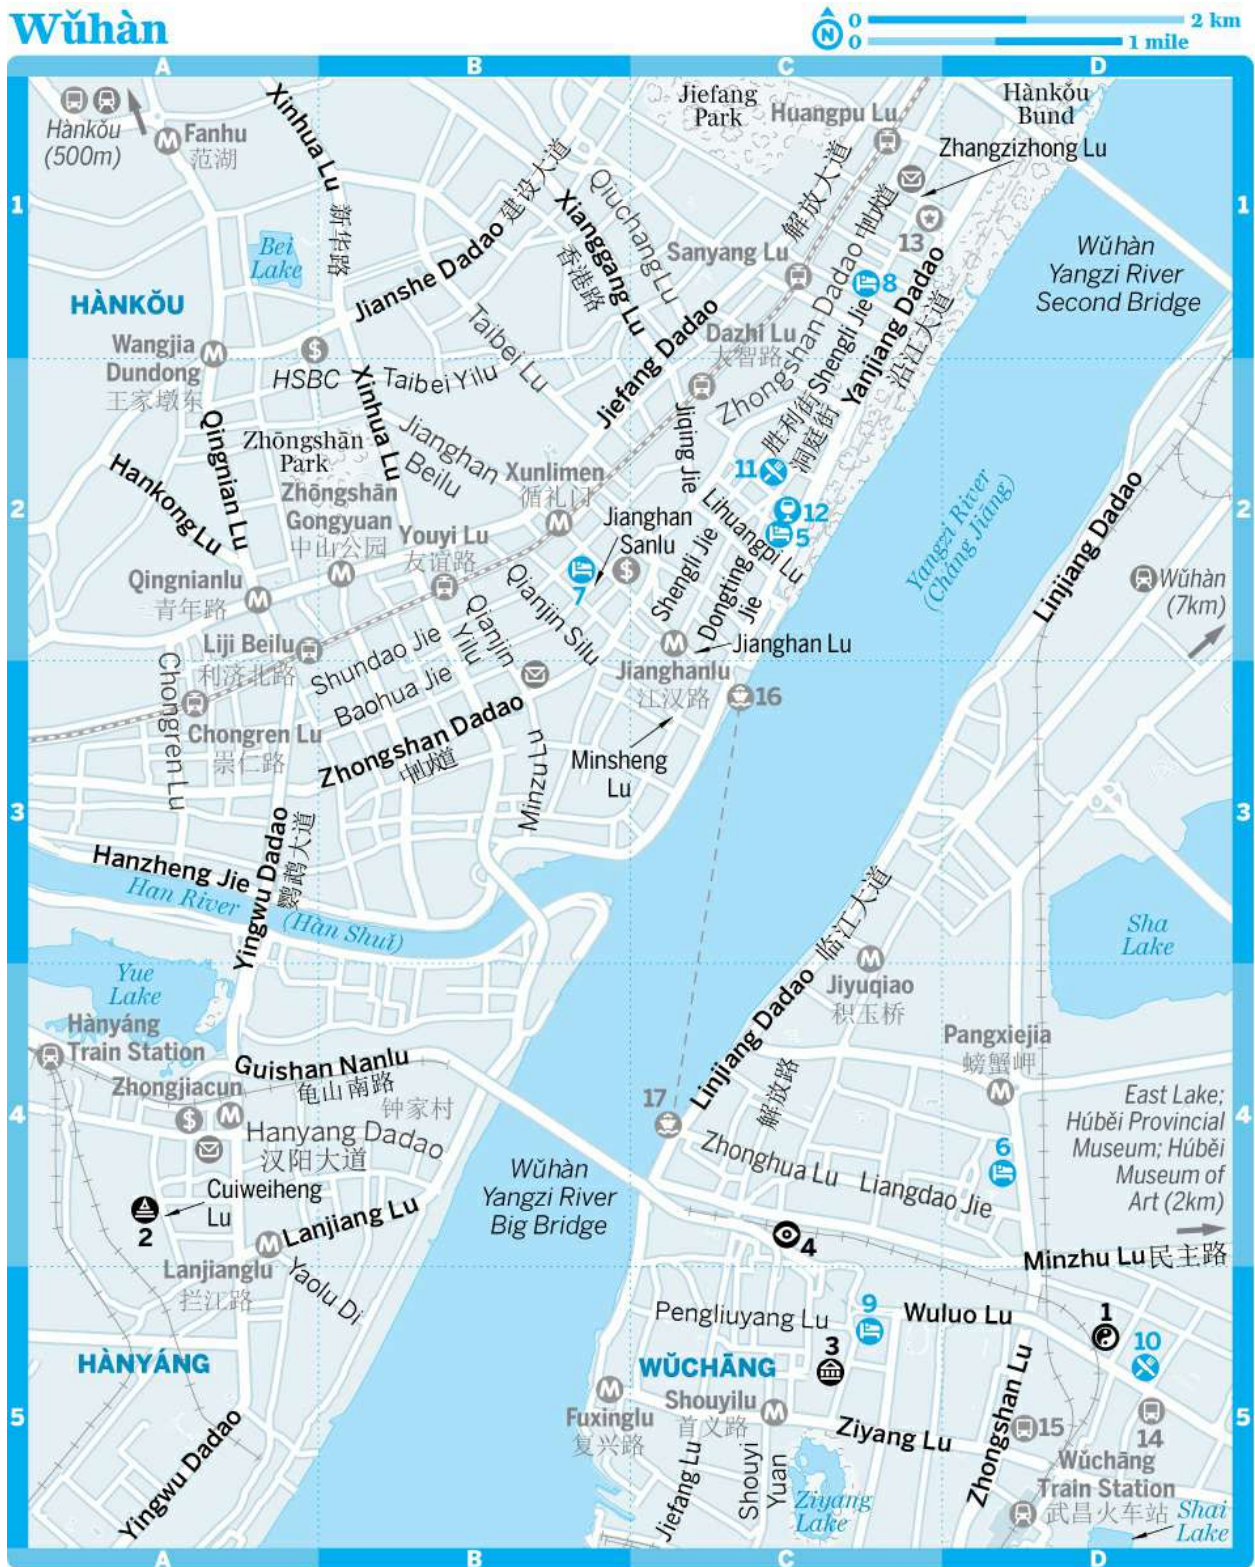 Wǔhàn
N
0 2 km
0 1 mile
A B C D
Hànkǒu
(500m)
Fanhu
范湖
Xinhua Lu
新华路
Jiefang
Park
Huangpu Lu
Hànkǒu
Bund
Zhangzizhong Lu
1
1
Jianshe Dadao 建设大道
Xianggang Lu
香港路
Qiuchang Lu
解放大道
Bei
Lake
Sanyang Lu
13
8
Wǔhàn
Yangzi River
Second Bridge
HÀNKǑU
Wangjia
Dundong
王家墩东
HSBC
Taibei Yilu
Taibei Lu
Jiefang Dadao
Dazhi Lu
大智路
Zhongshan Dadao 中山大道
Shengli Jie
胜利街
洞庭街
Yanjiang Dadao
沿江大道
Qingnian Lu
Xinhua Lu
Zhōngshān
Park
Jianghan
Beilu
Jiqing Jie
Hankong Lu
Zhōngshān
Gongyuan
中山公园
Xunlimen
循礼门
11
12
5
2
2
Jianghan
Sanlu
Lihuangpi Lu
Youyi Lu
友谊路
Shengli Jie
Dongting
Jie
Yangzi River
(Cháng Jiāng)
Linjiang Dadao
Wǔhàn
(7km)
Qingnianlu
青年路
7
Qianjin Silu
Qianjin
Yilu
Liji Beilu
利济北路
Shundao Jie
Jianghan Lu
Baohua Jie
Jianghanlu
江汉路
16
Chongren Lu
Chongren Lu
崇仁路
Zhongshan Dadao
中山大道
Minzu Lu
Minsheng
Lu
3
3
Hanzheng Jie
Yingwu Dadao
鹦鹉大道
Han River
(Hàn Shuǐ)
Sha
Lake
Yue
Lake
Linjiang Dadao 临江大道
Jiyuqiao
积玉桥
Hànyáng
Train Station
Guishan Nanlu
龟山南路
Pangxiejia
螃蟹岬
Zhongjiacun
钟家村
解放路
17
4
4
Hanyang Dadao
汉阳大道
Zhonghua Lu
Liangdao Jie
6
East Lake;
Húběi Provincial
Museum; Húběi
Museum of
Art (2km)
Cuiweiheng
Lu
2
Wǔhàn
Yangzi River
Big Bridge
Lanjiang Lu
4
Minzhu Lu 民主路
Lanjianglu
拦江路
Yaolu Di
Pengliuyang Lu
9
Wuluo Lu
1
10
3
HÀNYÁNG
WǓCHĀNG
Fuxinglu
复兴路
Shouyilu
首义路
Ziyang Lu
Zhongshan Lu
15
14
5
5
Yingwu Dadao
Jiefang Lu
Shouyi
Yuan
Ziyang
Lake
Wǔchāng
Train Station
武昌火车站
Shai
Lake
A B C D